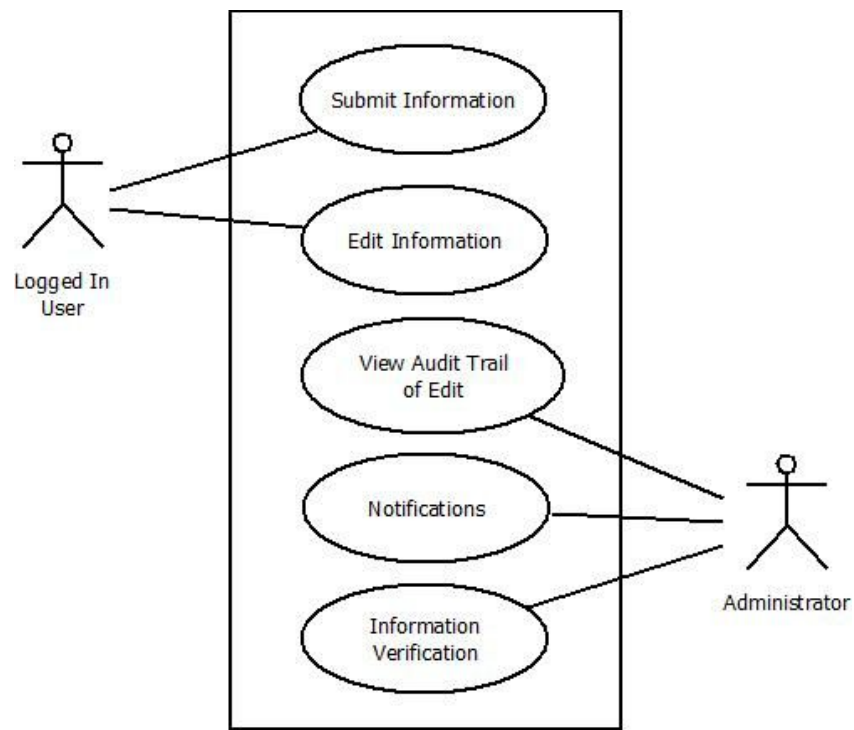 Submit Information
Logged In
User
Edit Information
View Audit Trail
of Edit
Notifications
Administrator
Information
Verification